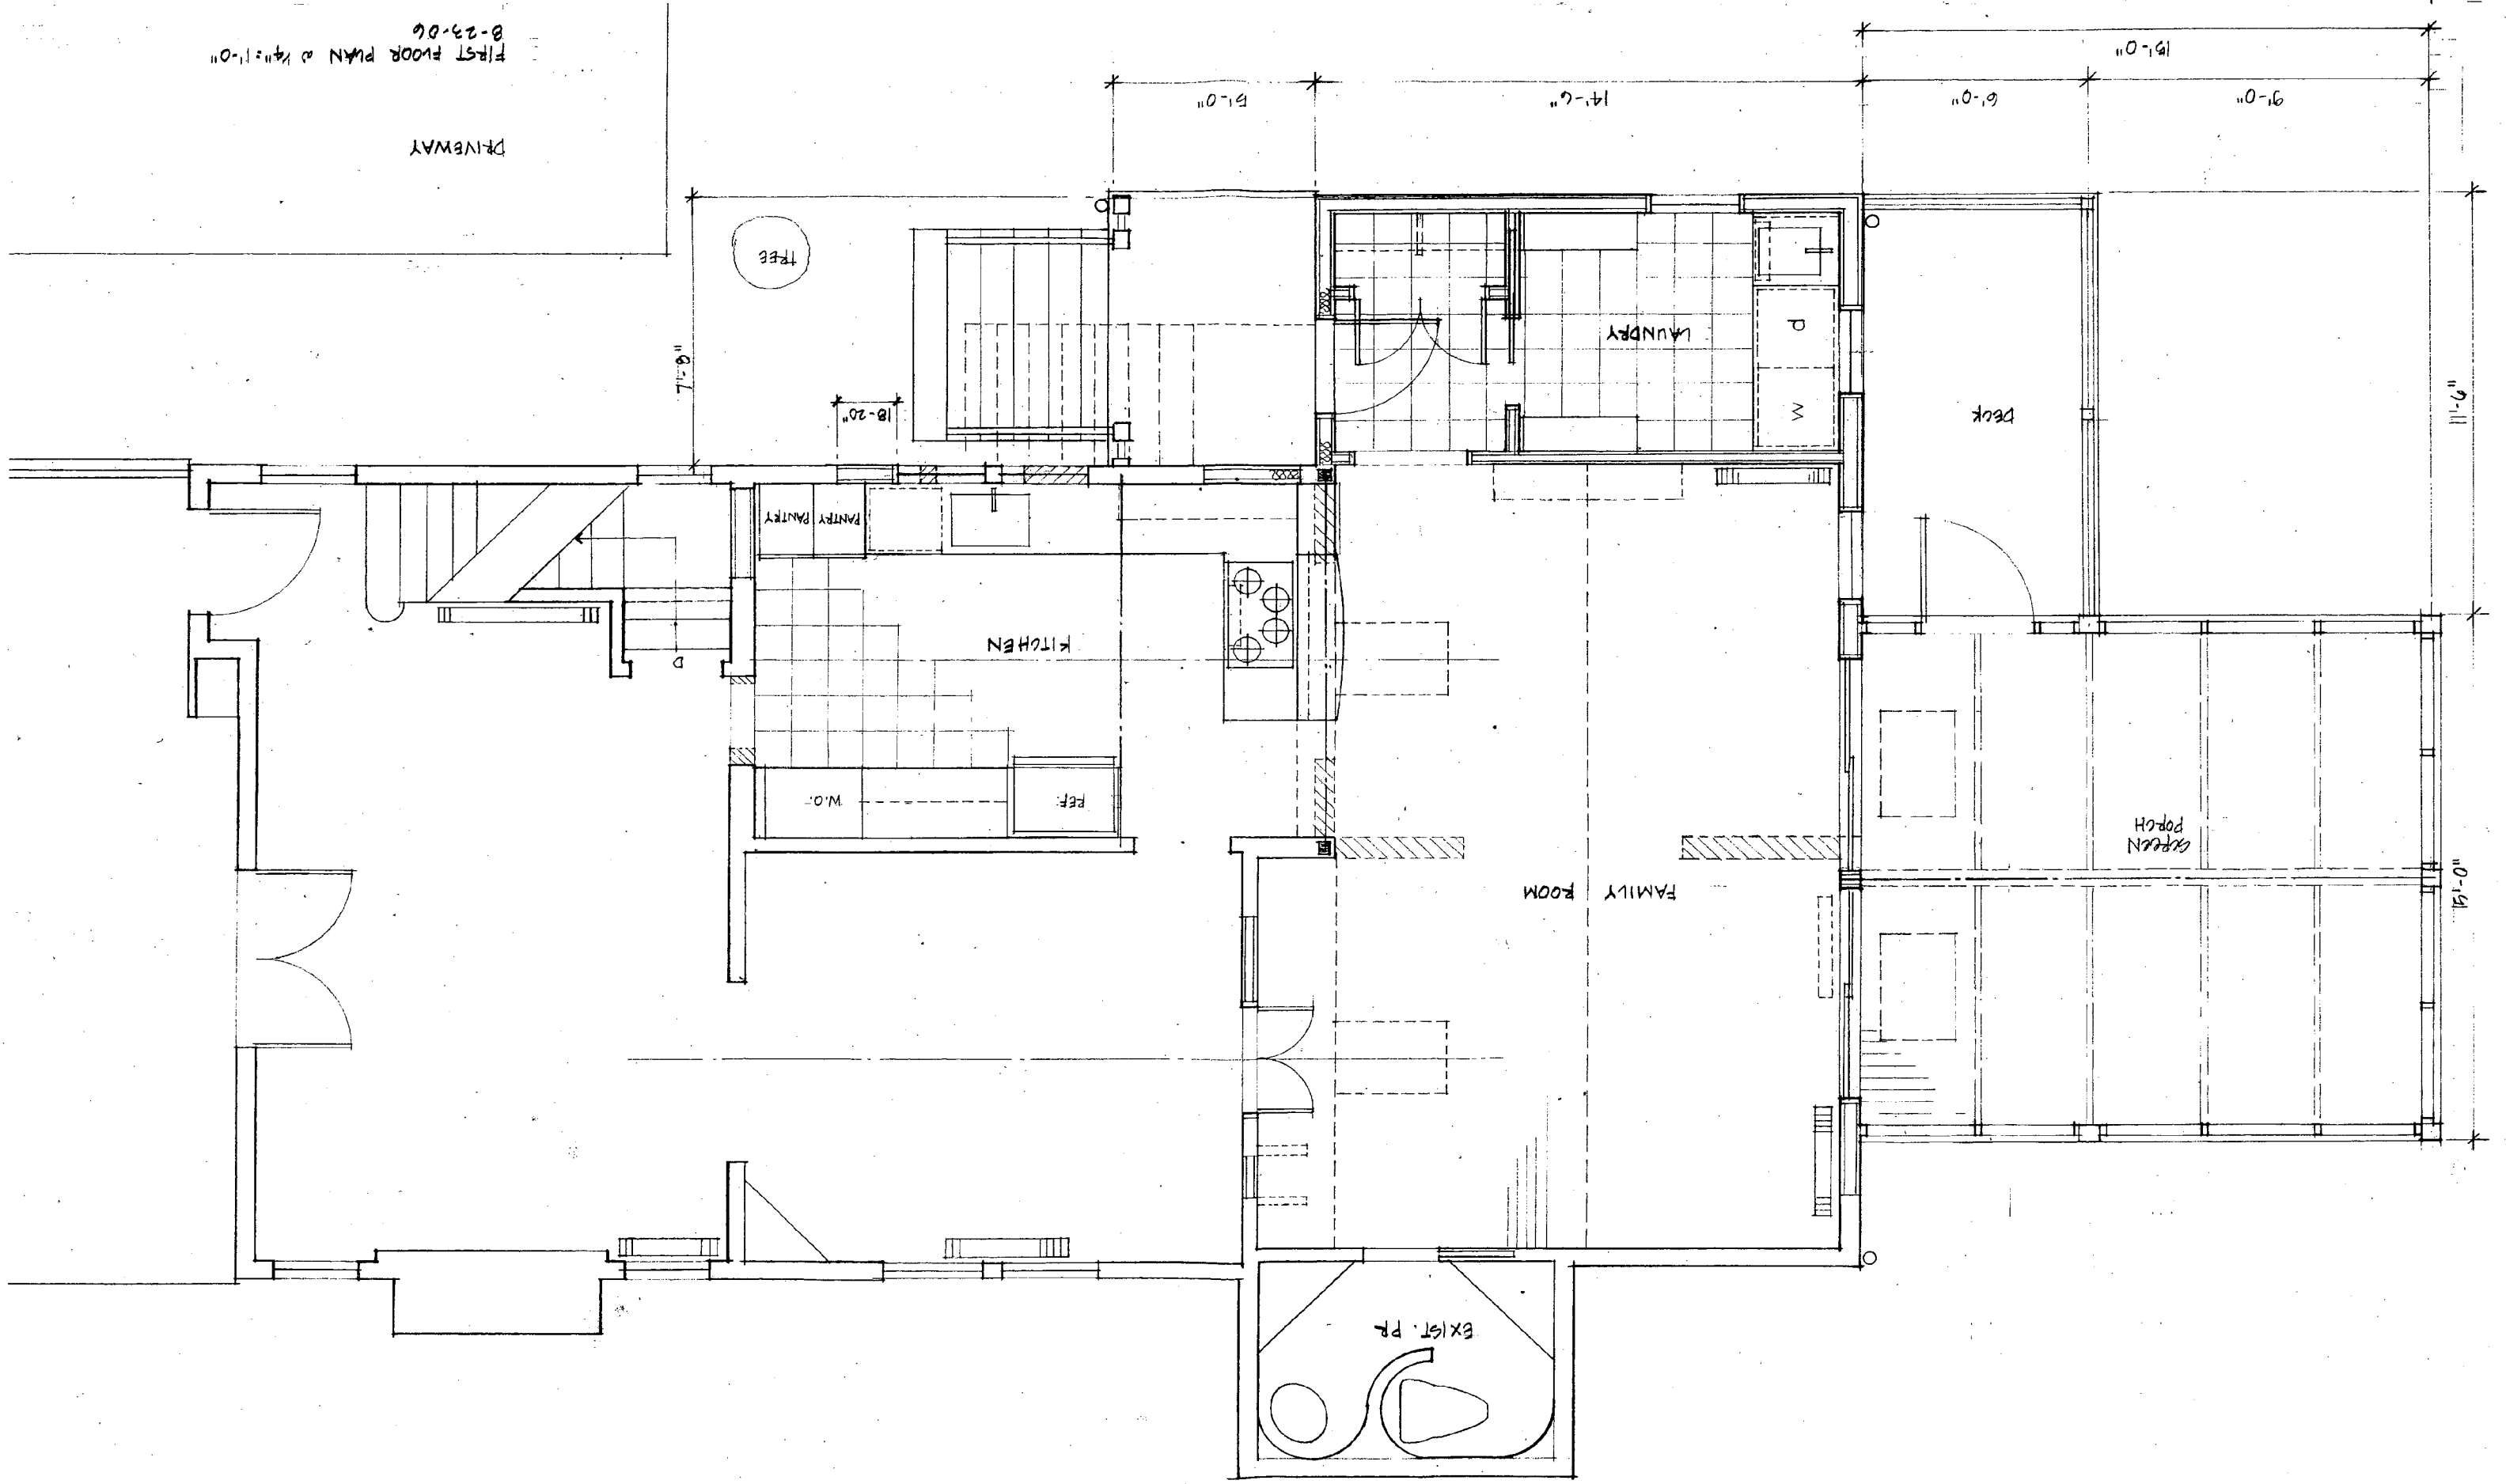 EXIST. PR
15'-0"
FAMILY ROOM
SCREEN
PORCH
REF.
W.O.
KITCHEN
D
PANTRY
PANTRY
DECK
W
D
LAUNDRY
18-20"
7'-8"
TREE
DRIVEWAY
9'-0"
6'-0"
14'-6"
5'-0"
15'-0"
FIRST FLOOR PLAN @ 1/4"=1'-0"
8-23-06